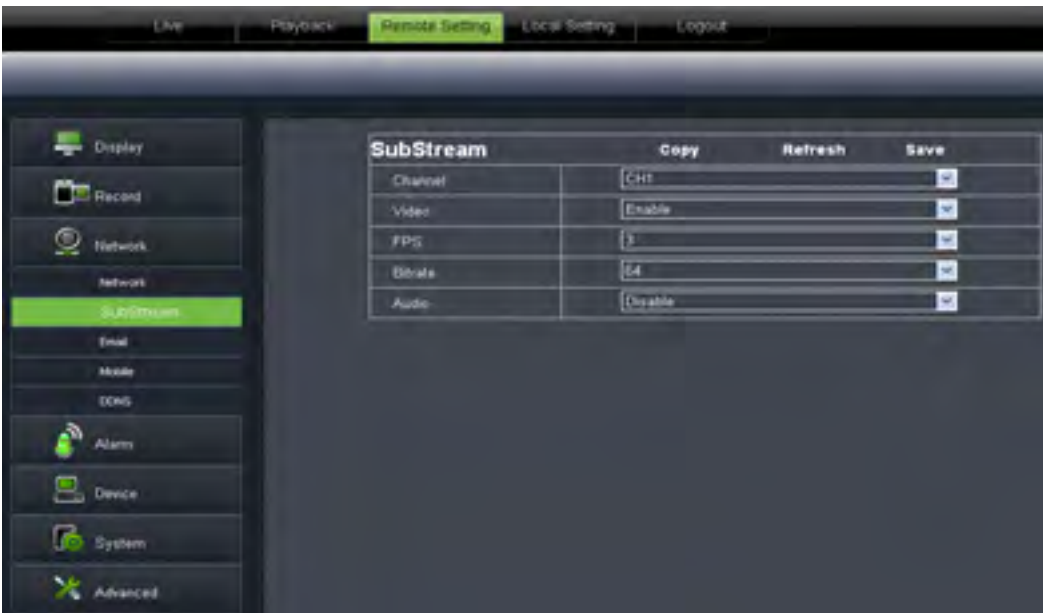 Live Playback Remote Setting Local Setting Logout
Display
Record
Network
Network
SubStream
Email
Mobile
DDNS
Alarm
Device
System
Advanced
SubStream Copy Refresh Save
Channel CH1
Video Enable
FPS 3
Bitrate 64
Audio Disable